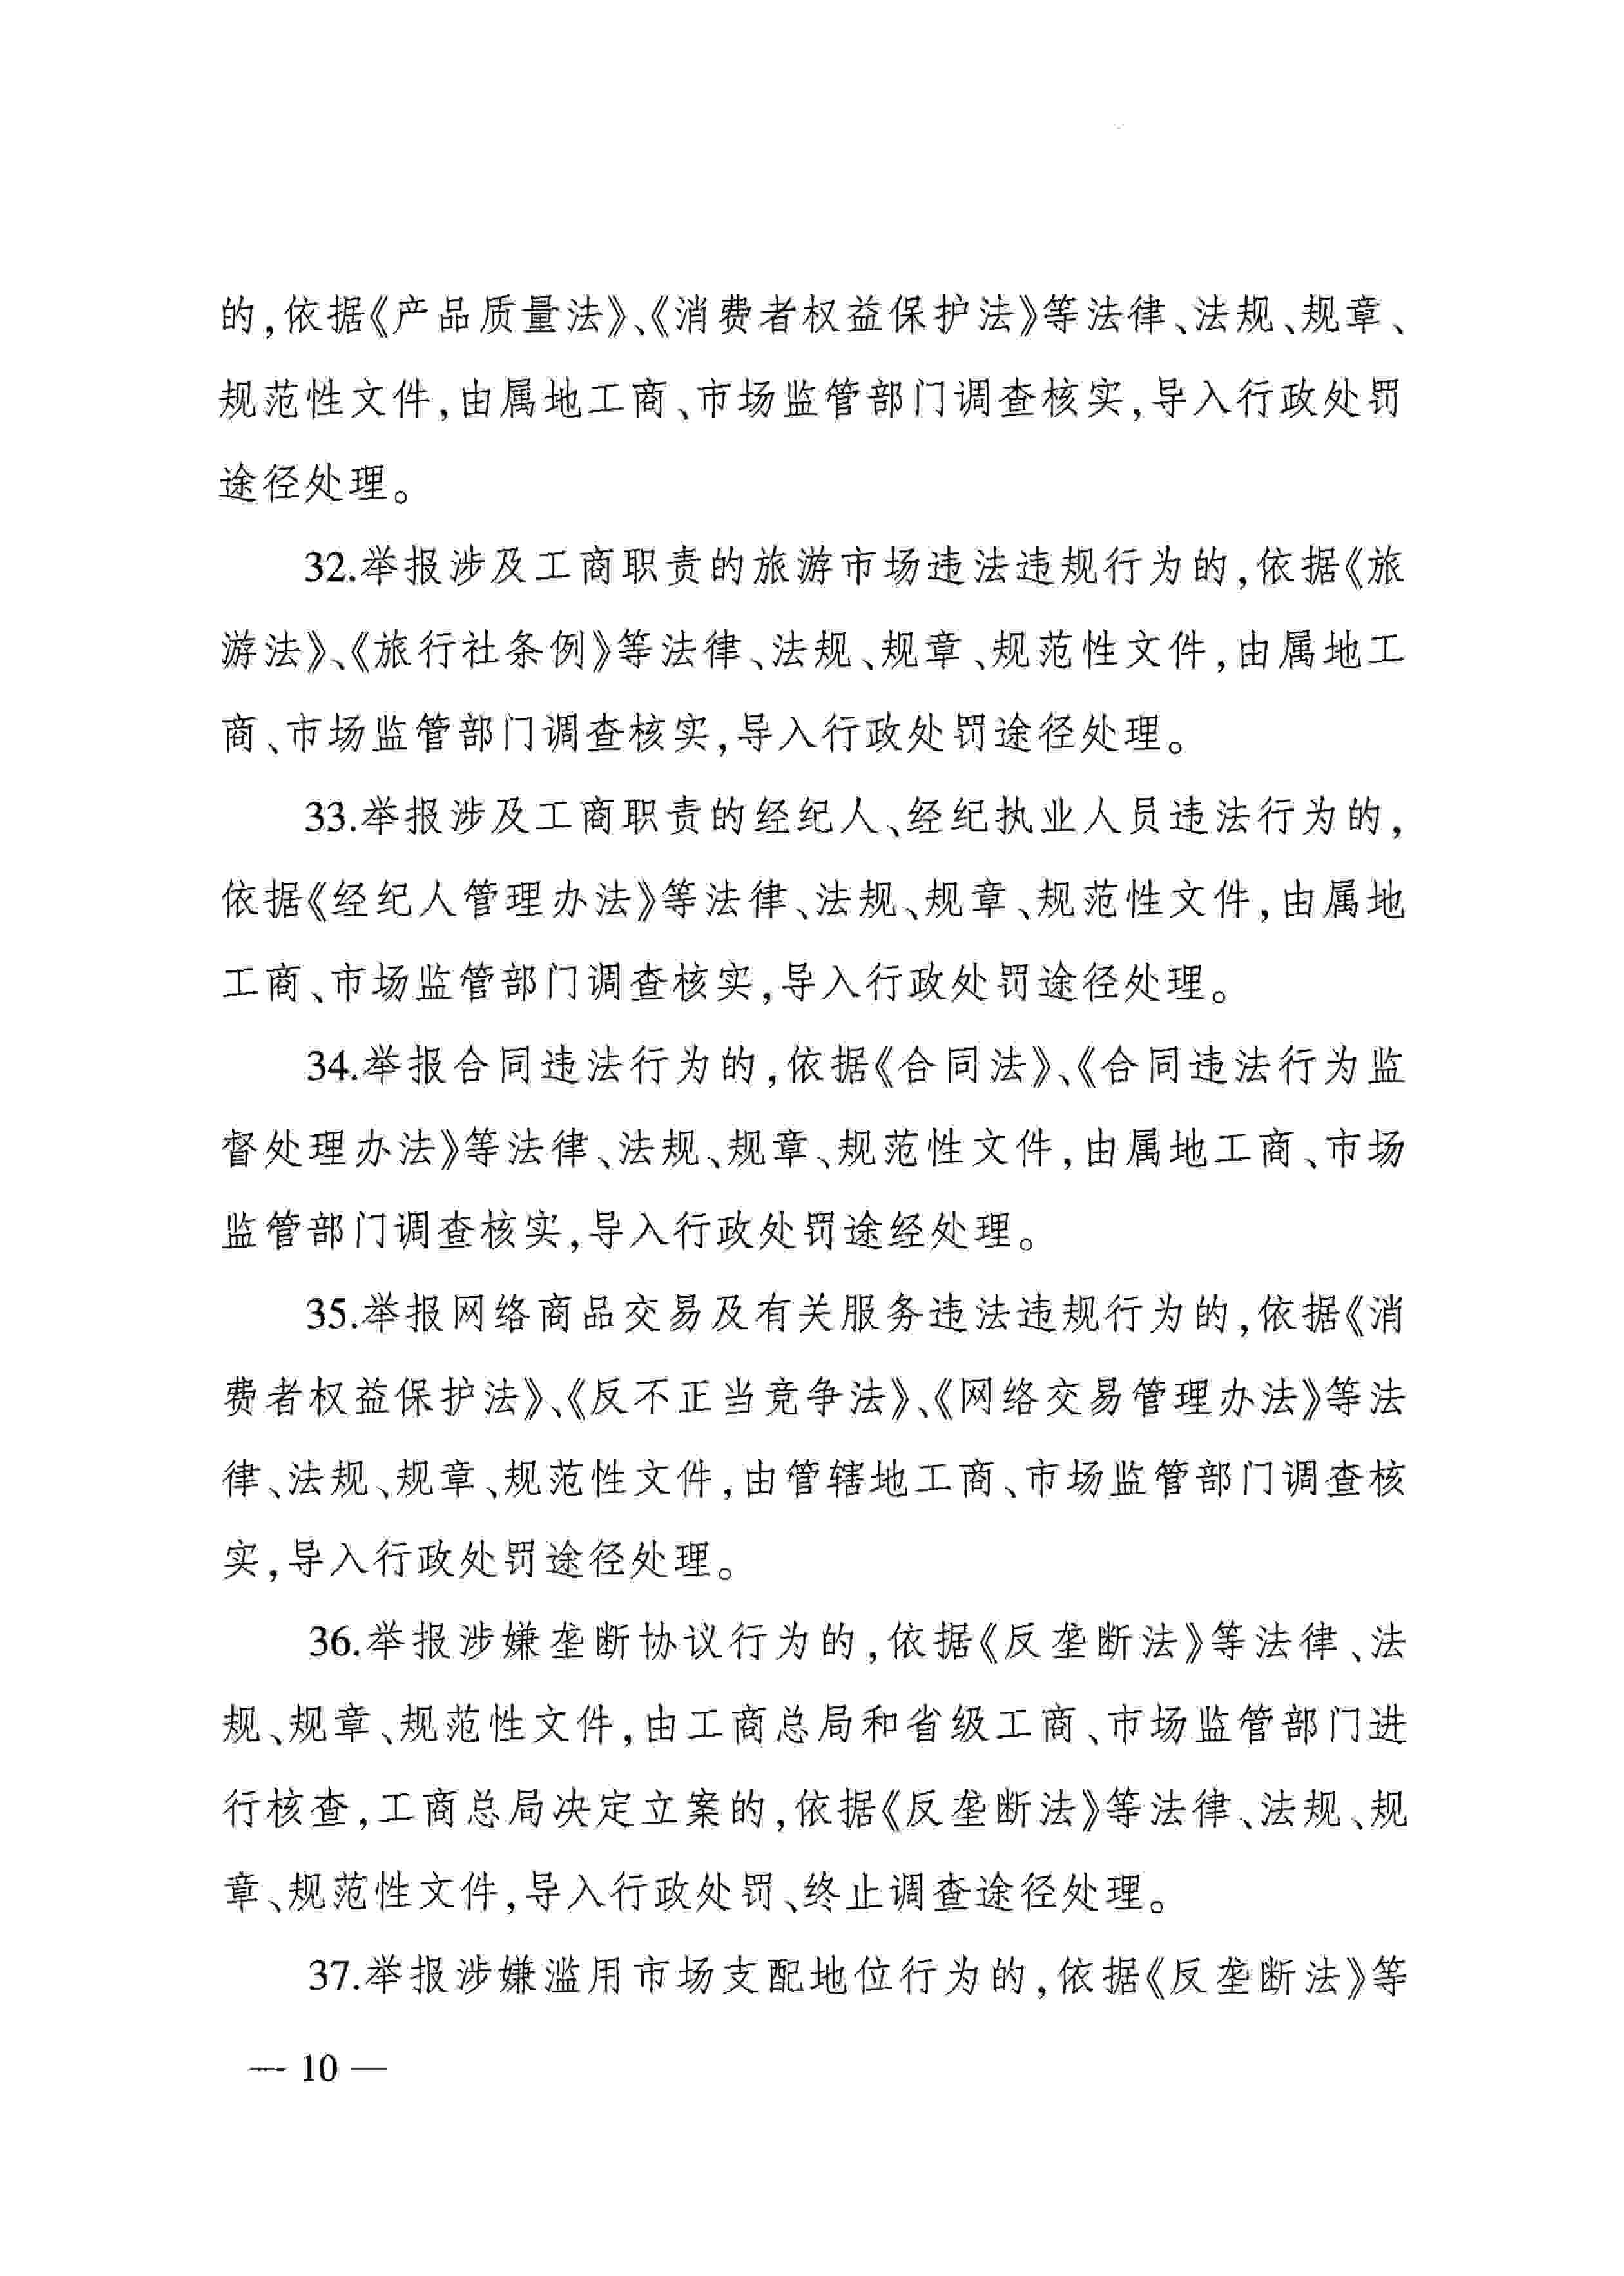 的,依据《产品质量法》、《消费者权益保护法》等法律、法规、规章、
规范性文件,由属地工商、市场监管部门调查核实,导入行政处罚
途径处理。
32.举报涉及工商职责的旅游市场违法违规行为的,依据《旅
游法》、《旅行社条例》等法律、法规、规章、规范性文件,由属地工
商、市场监管部门调查核实,导入行政处罚途径处理。
33.举报涉及工商职责的经纪人、经纪执业人员违法行为的,
依据《经纪人管理办法》等法律、法规、规章、规范性文件,由属地
工商、市场监管部门调查核实,导入行政处罚途径处理。
34.举报合同违法行为的,依据《合同法》、《合同违法行为监
督处理办法》等法律、法规、规章、规范性文件,由属地工商、市场
监管部门调查核实,导入行政处罚途经处理。
35.举报网络商品交易及有关服务违法违规行为的,依据《消
费者权益保护法》、《反不正当竞争法》、《网络交易管理办法》等法
律、法规、规章、规范性文件,由管辖地工商、市场监管部门调查核
实,导入行政处罚途径处理。
36.举报涉嫌垄断协议行为的,依据《反垄断法》等法律、法
规、规章、规范性文件,由工商总局和省级工商、市场监管部门进
行核查,工商总局决定立案的,依据《反垄断法》等法律、法规、规
章、规范性文件,导入行政处罚、终止调查途径处理。
37.举报涉嫌滥用市场支配地位行为的,依据《反垄断法》等
— 10 —